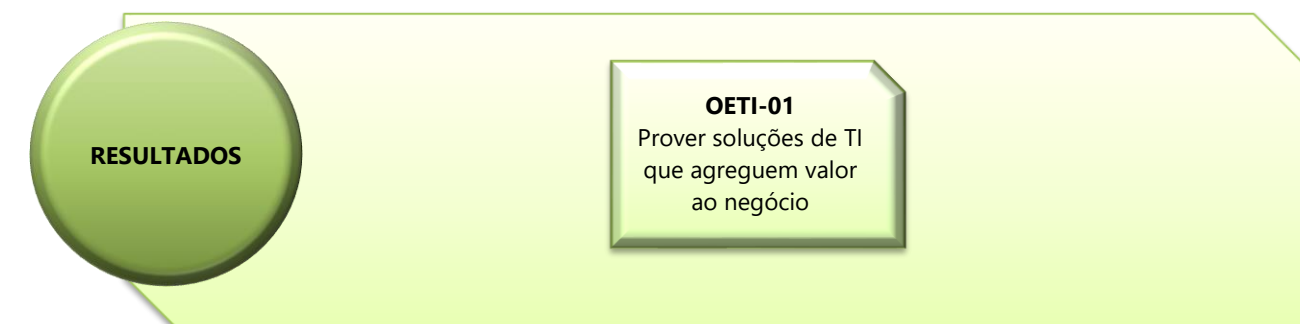 RESULTADOS
OETI-01
Prover soluções de TI
que agreguem valor
ao negócio